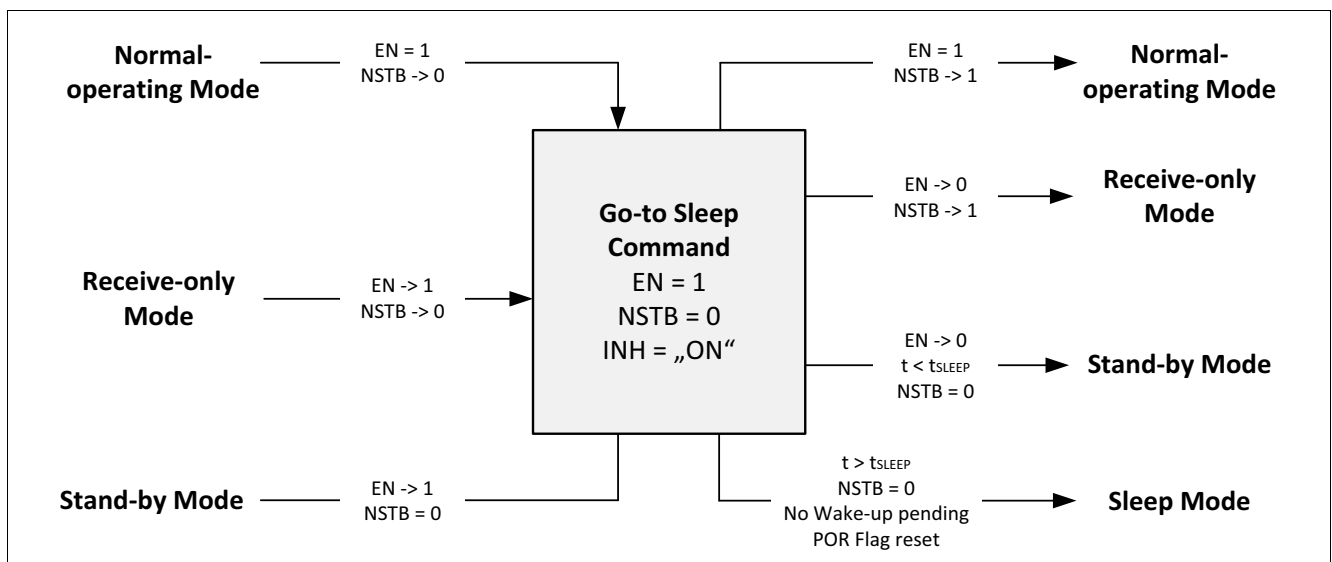 Normal-
operating Mode
EN = 1
NSTB -> 0
EN = 1
NSTB -> 1
Normal-
operating Mode
Go-to Sleep
Command
EN = 1
NSTB = 0
INH = „ON“
EN -> 0
NSTB -> 1
Receive-only
Mode
Receive-only
Mode
EN -> 1
NSTB -> 0
EN -> 0
t < tSLEEP
NSTB = 0
Stand-by Mode
Stand-by Mode
EN -> 1
NSTB = 0
t > tSLEEP
NSTB = 0
No Wake-up pending
POR Flag reset
Sleep Mode